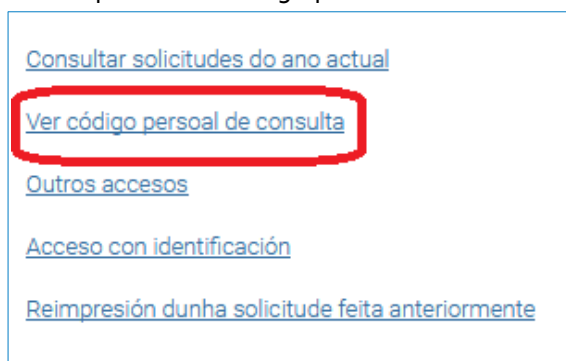 Consultar solicitudes do ano actual
Ver código persoal de consulta
Outros accesos
Acceso con identificación
Reimpresión dunha solicitude feita anteriormente